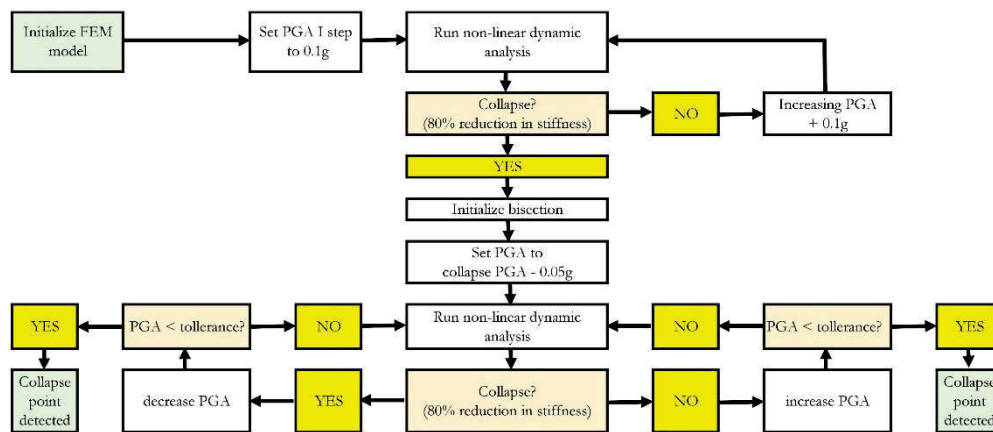 Initialize FEM
model
Set PGA I step
to 0.1g
Run non-linear dynamic
analysis
Collapse?
(80% reduction in stiffness)
NO
Increasing PGA
+ 0.1g
YES
Initialize bisection
Set PGA to
collapse PGA - 0.05g
YES
PGA < tollerance?
NO
Run non-linear dynamic
analysis
NO
PGA < tollerance?
YES
Collapse
point
detected
decrease PGA
YES
Collapse?
(80% reduction in stiffness)
NO
increase PGA
Collapse
point
detected